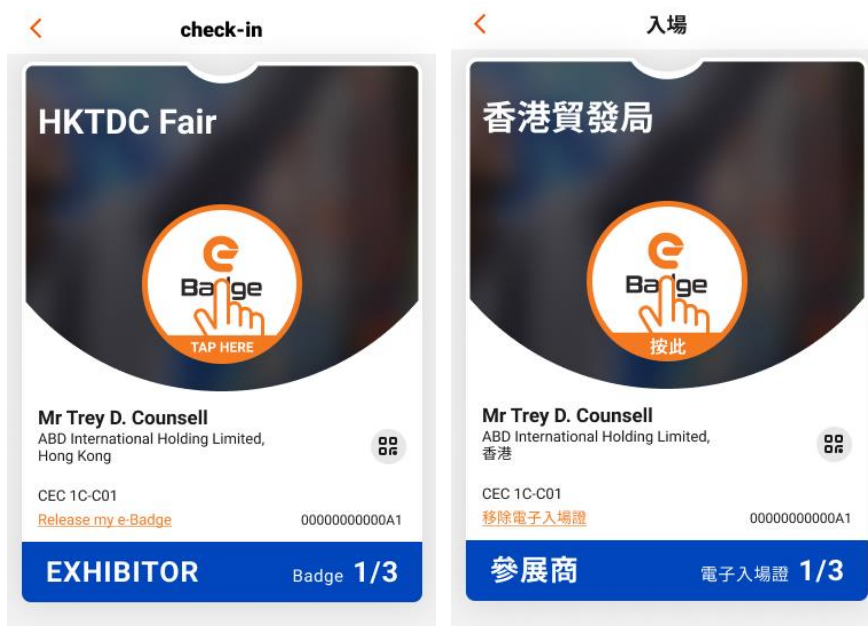 check-in
HKTDC Fair
e
Badge
TAP HERE
Mr Trey D. Counsell
ABD International Holding Limited,
Hong Kong
CEC 1C-C01
Release my e-Badge
00000000000A1
EXHIBITOR
Badge 1/3
入場
香港貿發局
e
Badge
按此
Mr Trey D. Counsell
ABD International Holding Limited,
香港
CEC 1C-C01
移除電子入場證
00000000000A1
參展商
電子入場證 1/3